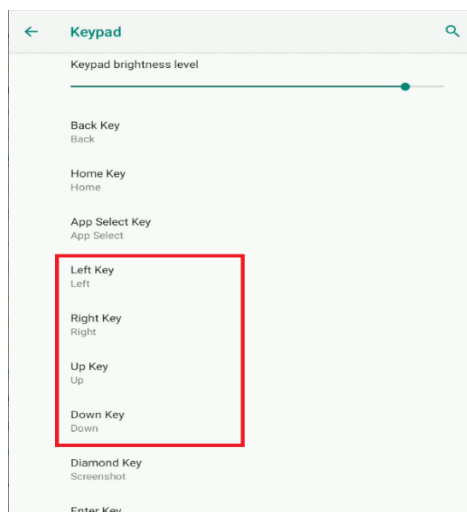 Keypad
Keypad brightness level
Back Key
Back
Home Key
Home
App Select Key
App Select
Left Key
Left
Right Key
Right
Up Key
Up
Down Key
Down
Diamond Key
Screenshot
Enter Key